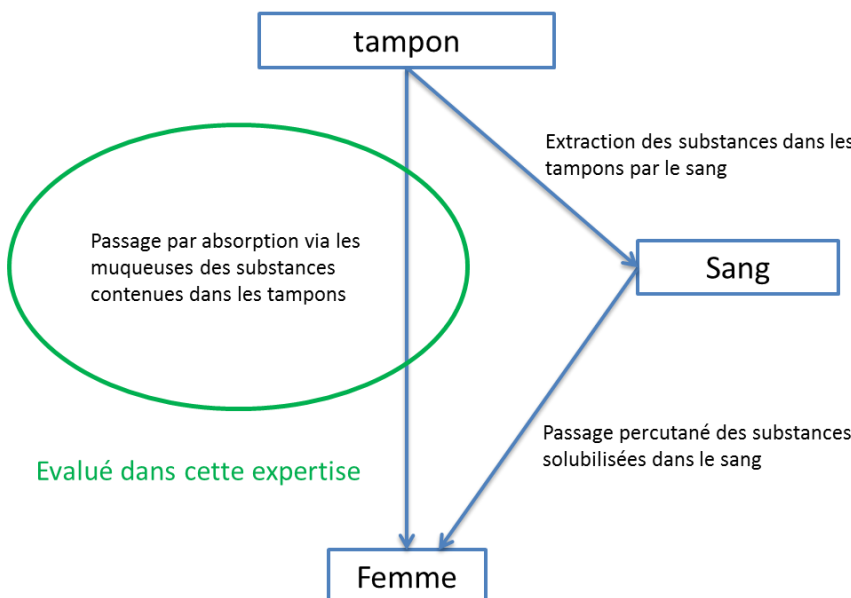 tampon
Extraction des substances dans les
tampons par le sang
Passage par absorption via les
muqueuses des substances
contenues dans les tampons
Sang
Passage percutané des substances
solubilisées dans le sang
Evalué dans cette expertise
Femme